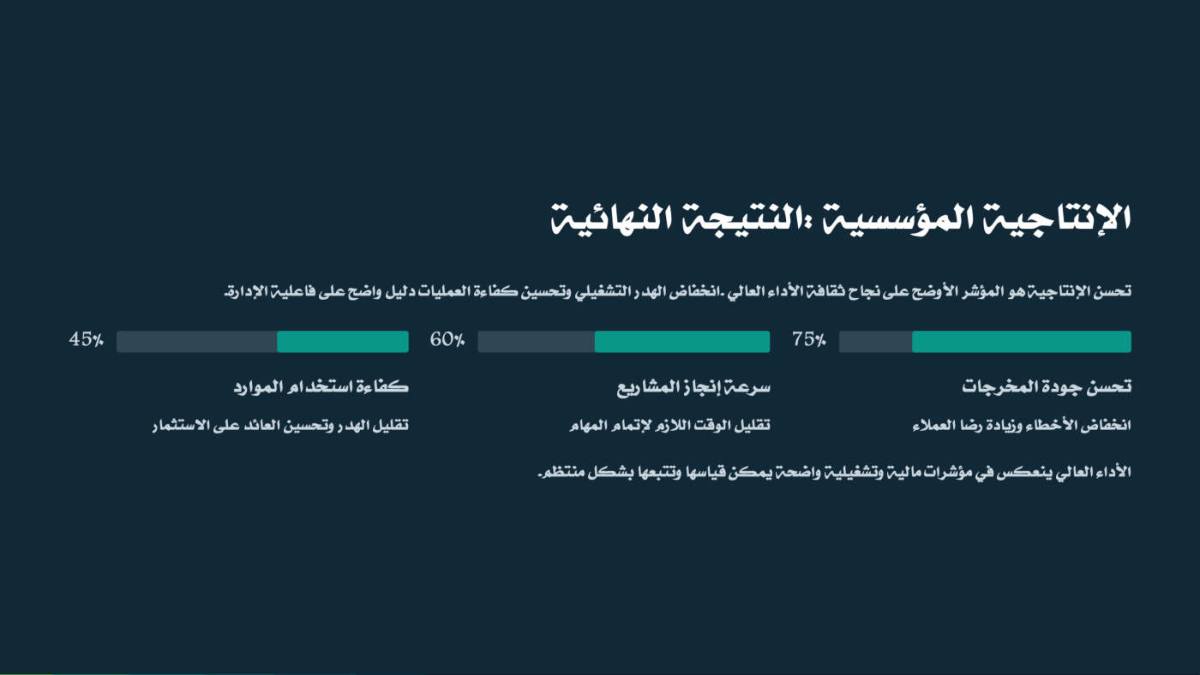 الإنتاجية المؤسسية :النتيجة النهائية
تحسن الإنتاجية هو المؤشر الأوضح على نجاح ثقافة الأداء العالي .انخفاض الهدر التشغيلي وتحسين كفاءة العمليات دليل واضح على فاعلية الإدارة.
75%
تحسن جودة المخرجات
انخفاض الأخطاء وزيادة رضا العملاء
60%
سرعة إنجاز المشاريع
تقليل الوقت اللازم لإتمام المهام
45%
كفاءة استخدام الموارد
تقليل الهدر وتحسين العائد على الاستثمار
الأداء العالي ينعكس في مؤشرات مالية وتشغيلية واضحة يمكن قياسها وتتبعها بشكل منتظم.